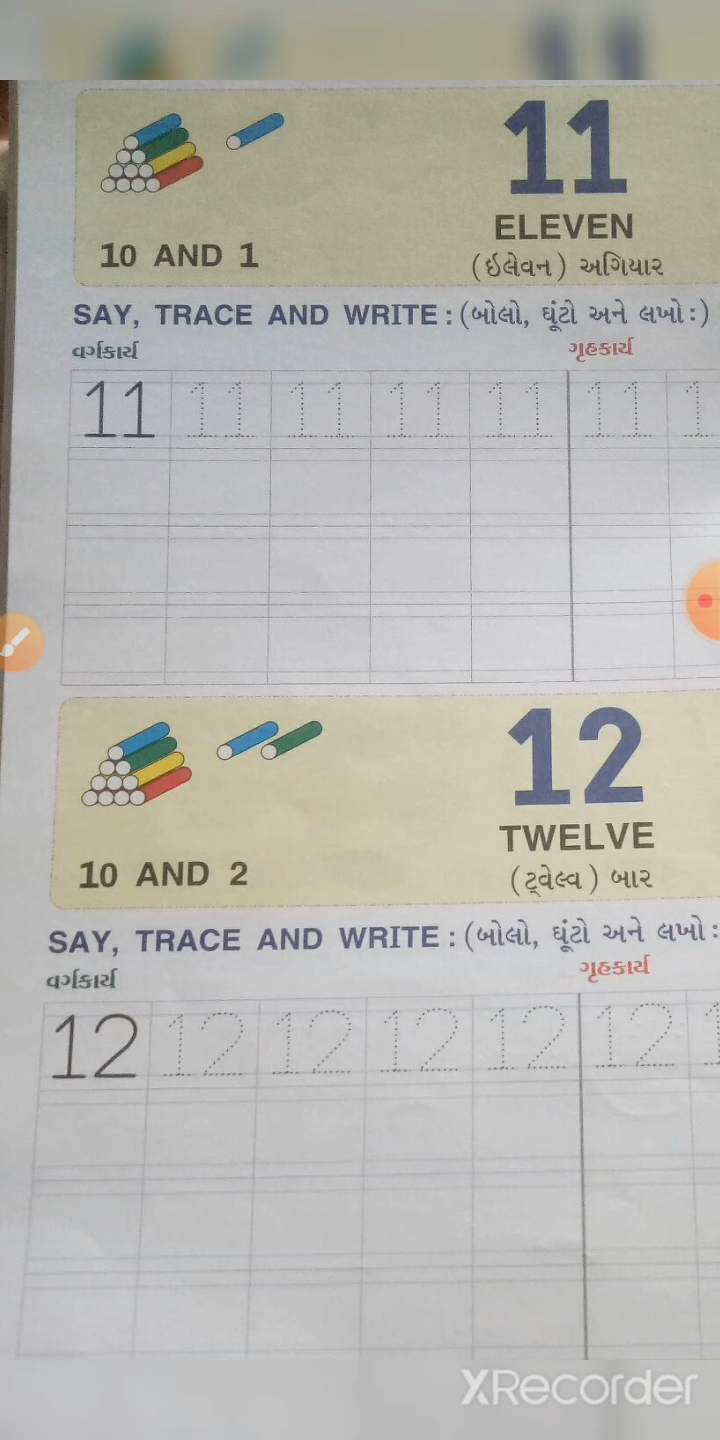 11
ELEVEN
10 AND 1
(ઇલેવન) અગિયાર
SAY, TRACE AND WRITE : (બોલો, ઘૂંટો અને લખો :)
વર્ગકાર્ય ગૃહકાર્ય
11 11 11 11 11 11
12
TWELVE
10 AND 2
(ટ્વેલ્વ) બાર
SAY, TRACE AND WRITE : (બોલો, ઘૂંટો અને લખો :
વર્ગકાર્ય ગૃહકાર્ય
12 12 12 12 12 12
XRecorder